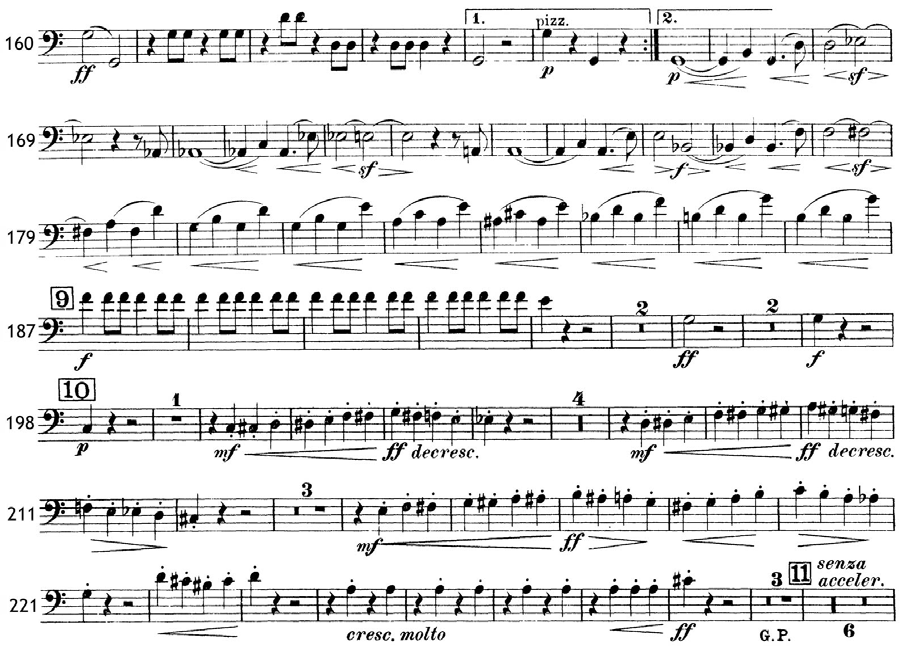 1. pizz. 2.
160 ff p p sf
169 sf f sf
179
9
187 2 2
f ff f
10
198 1 4
p mf ff decresc. mf ff decresc.
211 3
mf ff
3 11 senza
221 acceler.
cresc. molto ff G.P. 6